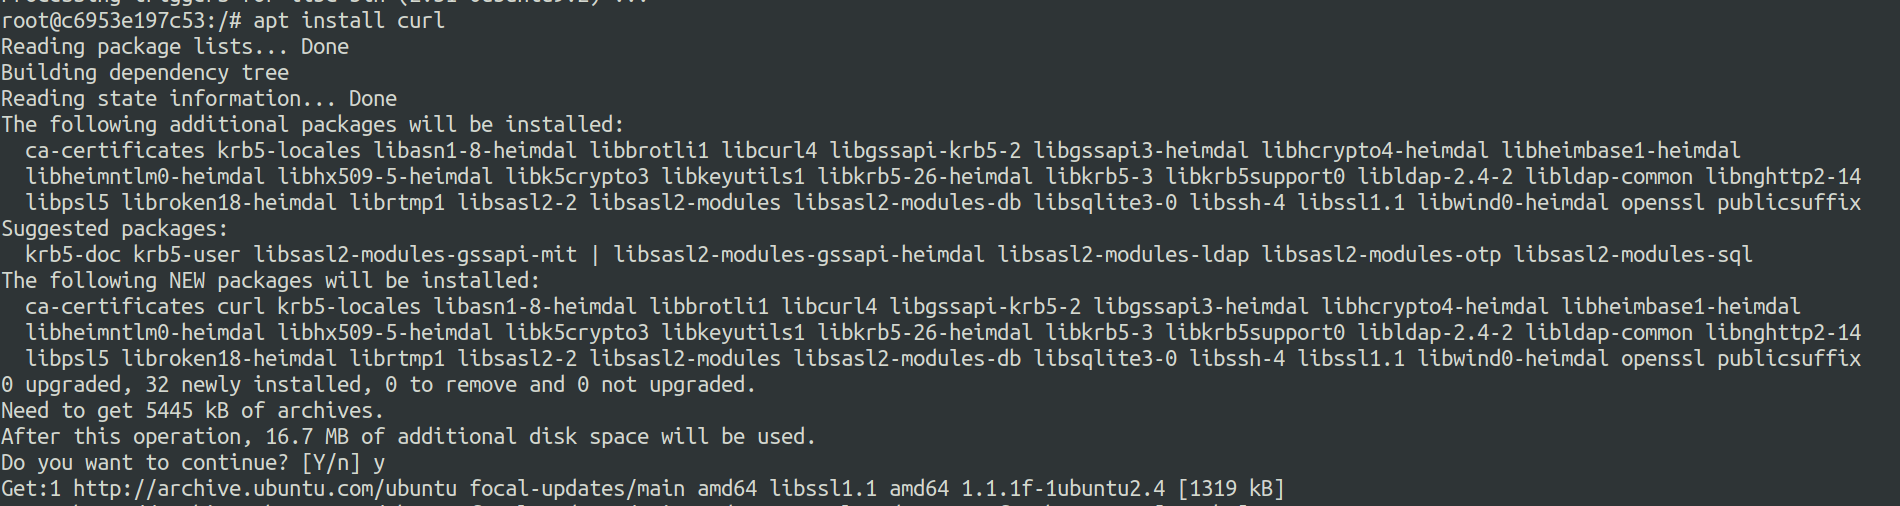 root@c6953e197c53:/# apt install curl
Reading package lists... Done
Building dependency tree
Reading state information... Done
The following additional packages will be installed:
  ca-certificates krb5-locales libasn1-8-heimdal libbrotli1 libcurl4 libgssapi-krb5-2 libgssapi3-heimdal libhcrypto4-heimdal libheimbase1-heimdal
  libheimntlm0-heimdal libhx509-5-heimdal libk5crypto3 libkeyutils1 libkrb5-26-heimdal libkrb5-3 libkrb5support0 libldap-2.4-2 libldap-common libnghttp2-14
  libpsl5 libroken18-heimdal librtmp1 libsasl2-2 libsasl2-modules libsasl2-modules-db libsqlite3-0 libssh-4 libssl1.1 libwind0-heimdal openssl publicsuffix
Suggested packages:
  krb5-doc krb5-user libsasl2-modules-gssapi-mit | libsasl2-modules-gssapi-heimdal libsasl2-modules-ldap libsasl2-modules-otp libsasl2-modules-sql
The following NEW packages will be installed:
  ca-certificates curl krb5-locales libasn1-8-heimdal libbrotli1 libcurl4 libgssapi-krb5-2 libgssapi3-heimdal libhcrypto4-heimdal libheimbase1-heimdal
  libheimntlm0-heimdal libhx509-5-heimdal libk5crypto3 libkeyutils1 libkrb5-26-heimdal libkrb5-3 libkrb5support0 libldap-2.4-2 libldap-common libnghttp2-14
  libpsl5 libroken18-heimdal librtmp1 libsasl2-2 libsasl2-modules libsasl2-modules-db libsqlite3-0 libssh-4 libssl1.1 libwind0-heimdal openssl publicsuffix
0 upgraded, 32 newly installed, 0 to remove and 0 not upgraded.
Need to get 5445 kB of archives.
After this operation, 16.7 MB of additional disk space will be used.
Do you want to continue? [Y/n] y
Get:1 http://archive.ubuntu.com/ubuntu focal-updates/main amd64 libssl1.1 amd64 1.1.1f-1ubuntu2.4 [1319 kB]